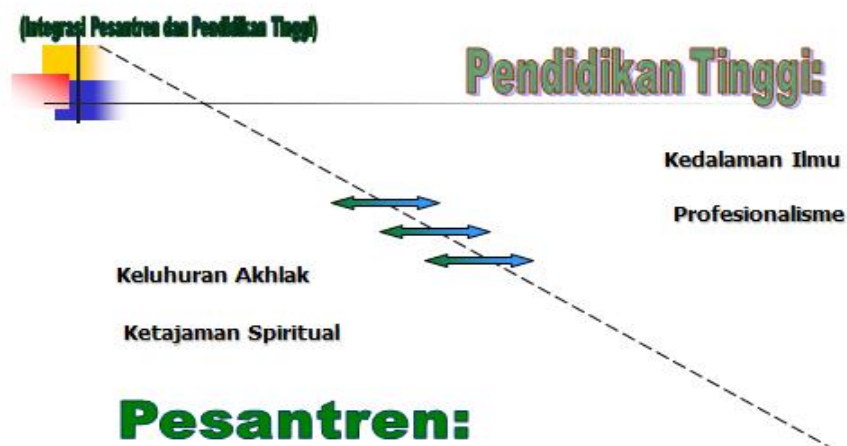 (Integrasi Pesantren dan Pendidikan Tinggi)
Pendidikan Tinggi:
Kedalaman Ilmu
Profesionalisme
Keluhuran Akhlak
Ketajaman Spiritual
Pesantren: